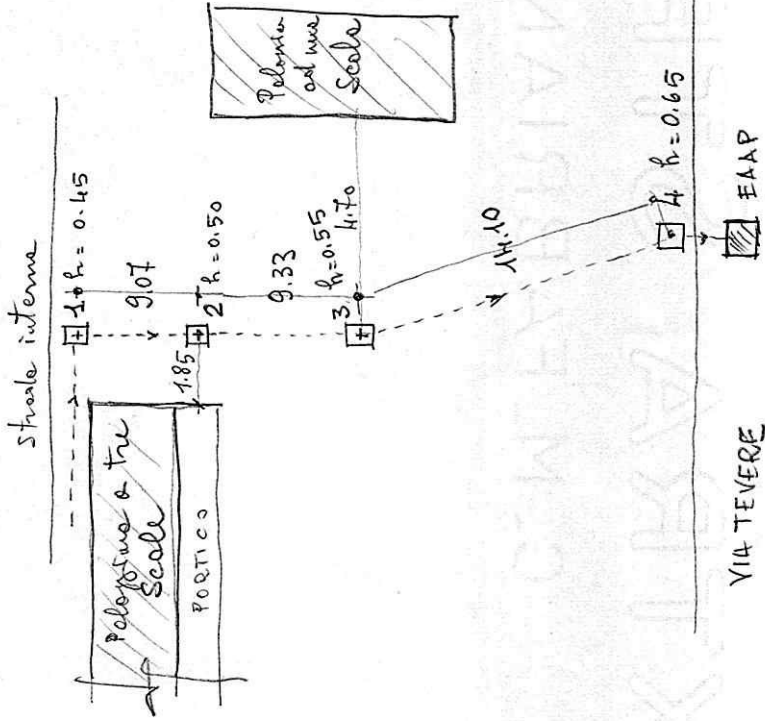 strada interna
1 h = 0.45
9.07
2 h=0.50
1.85
9.33
3 h=0.55
4.70
14.10
4 h=0.65
Palazzina a tre
Scale
PORTICO
ad una
Scala
EAAP
VIA TEVERE